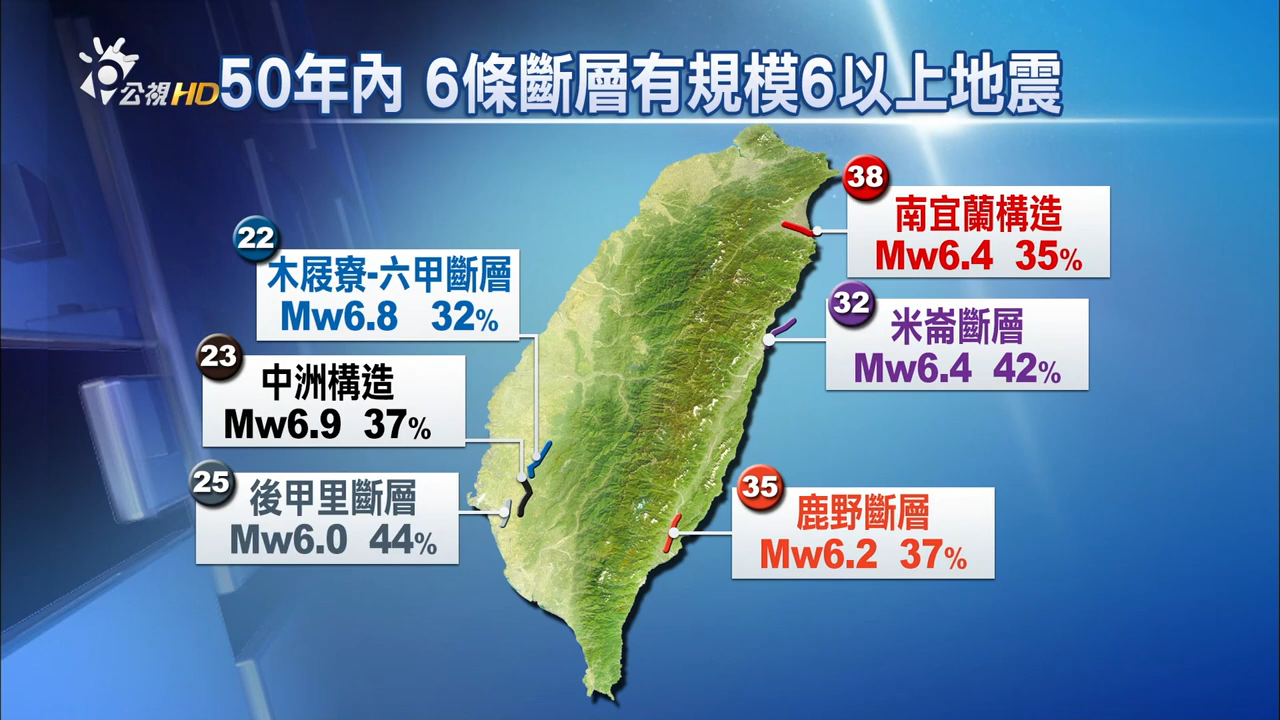 公視HD
50年內 6條斷層有規模6以上地震
22
木屐寮-六甲斷層
Mw6.8 32%
23
中洲構造
Mw6.9 37%
25
後甲里斷層
Mw6.0 44%
38
南宜蘭構造
Mw6.4 35%
32
米崙斷層
Mw6.4 42%
35
鹿野斷層
Mw6.2 37%